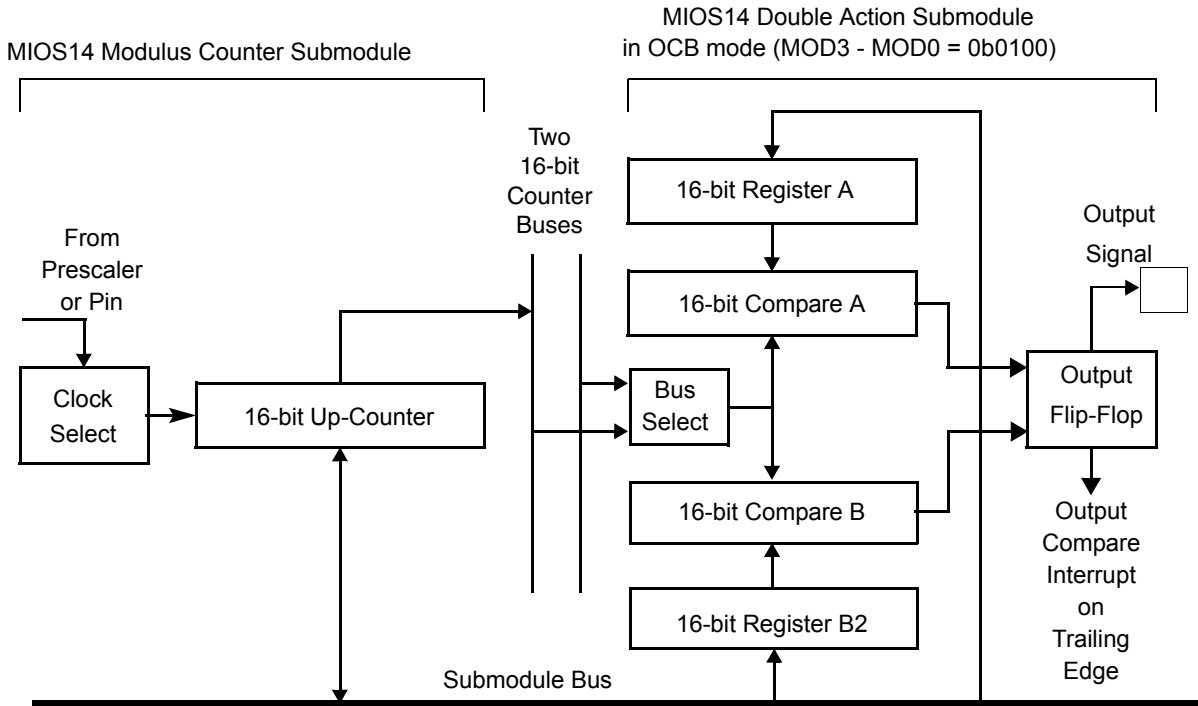 MIOS14 Modulus Counter Submodule
MIOS14 Double Action Submodule
in OCB mode (MOD3 - MOD0 = 0b0100)
Two
16-bit
Counter
Buses
From
Prescaler
or Pin
Clock
Select
16-bit Up-Counter
16-bit Register A
16-bit Compare A
Bus
Select
16-bit Compare B
16-bit Register B2
Output
Signal
Output
Flip-Flop
Output
Compare
Interrupt
on
Trailing
Edge
Submodule Bus